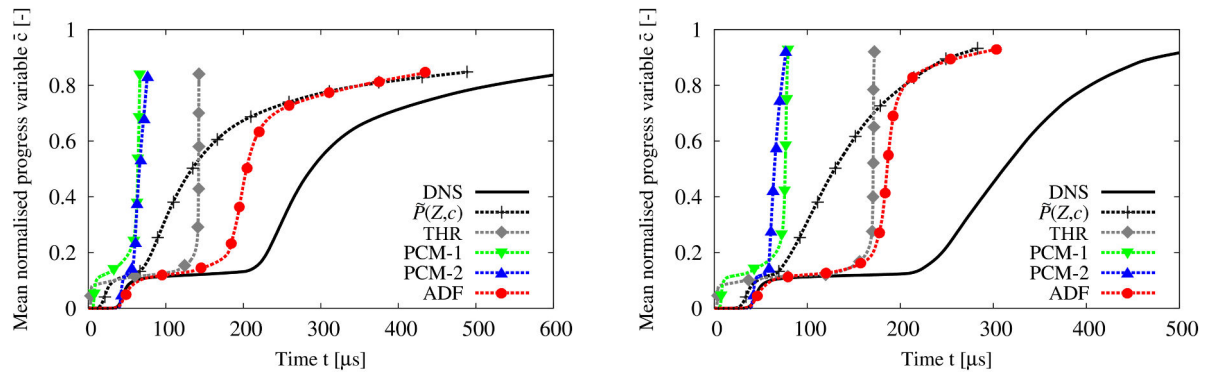 Mean normalised progress variable c̄ [-]
1
0.8
0.6
0.4
0.2
0
0 100 200 300 400 500 600
Time t [µs]
DNS
P̃(Z,c)
THR
PCM-1
PCM-2
ADF
Mean normalised progress variable c̄ [-]
1
0.8
0.6
0.4
0.2
0
0 100 200 300 400 500
Time t [µs]
DNS
P̃(Z,c)
THR
PCM-1
PCM-2
ADF